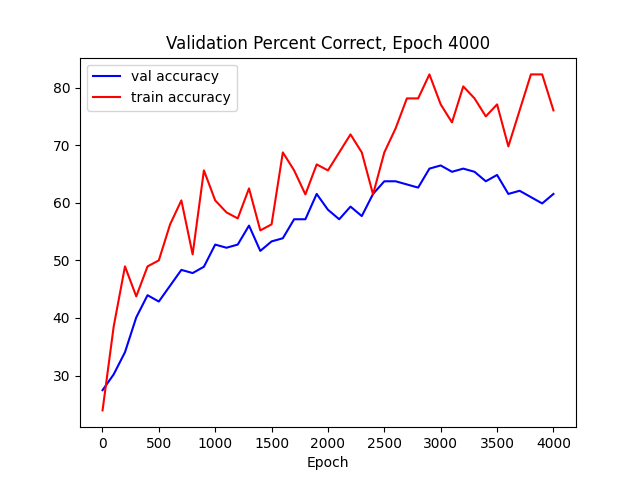 Validation Percent Correct, Epoch 4000
val accuracy
train accuracy
80
70
60
50
40
30
0 500 1000 1500 2000 2500 3000 3500 4000
Epoch